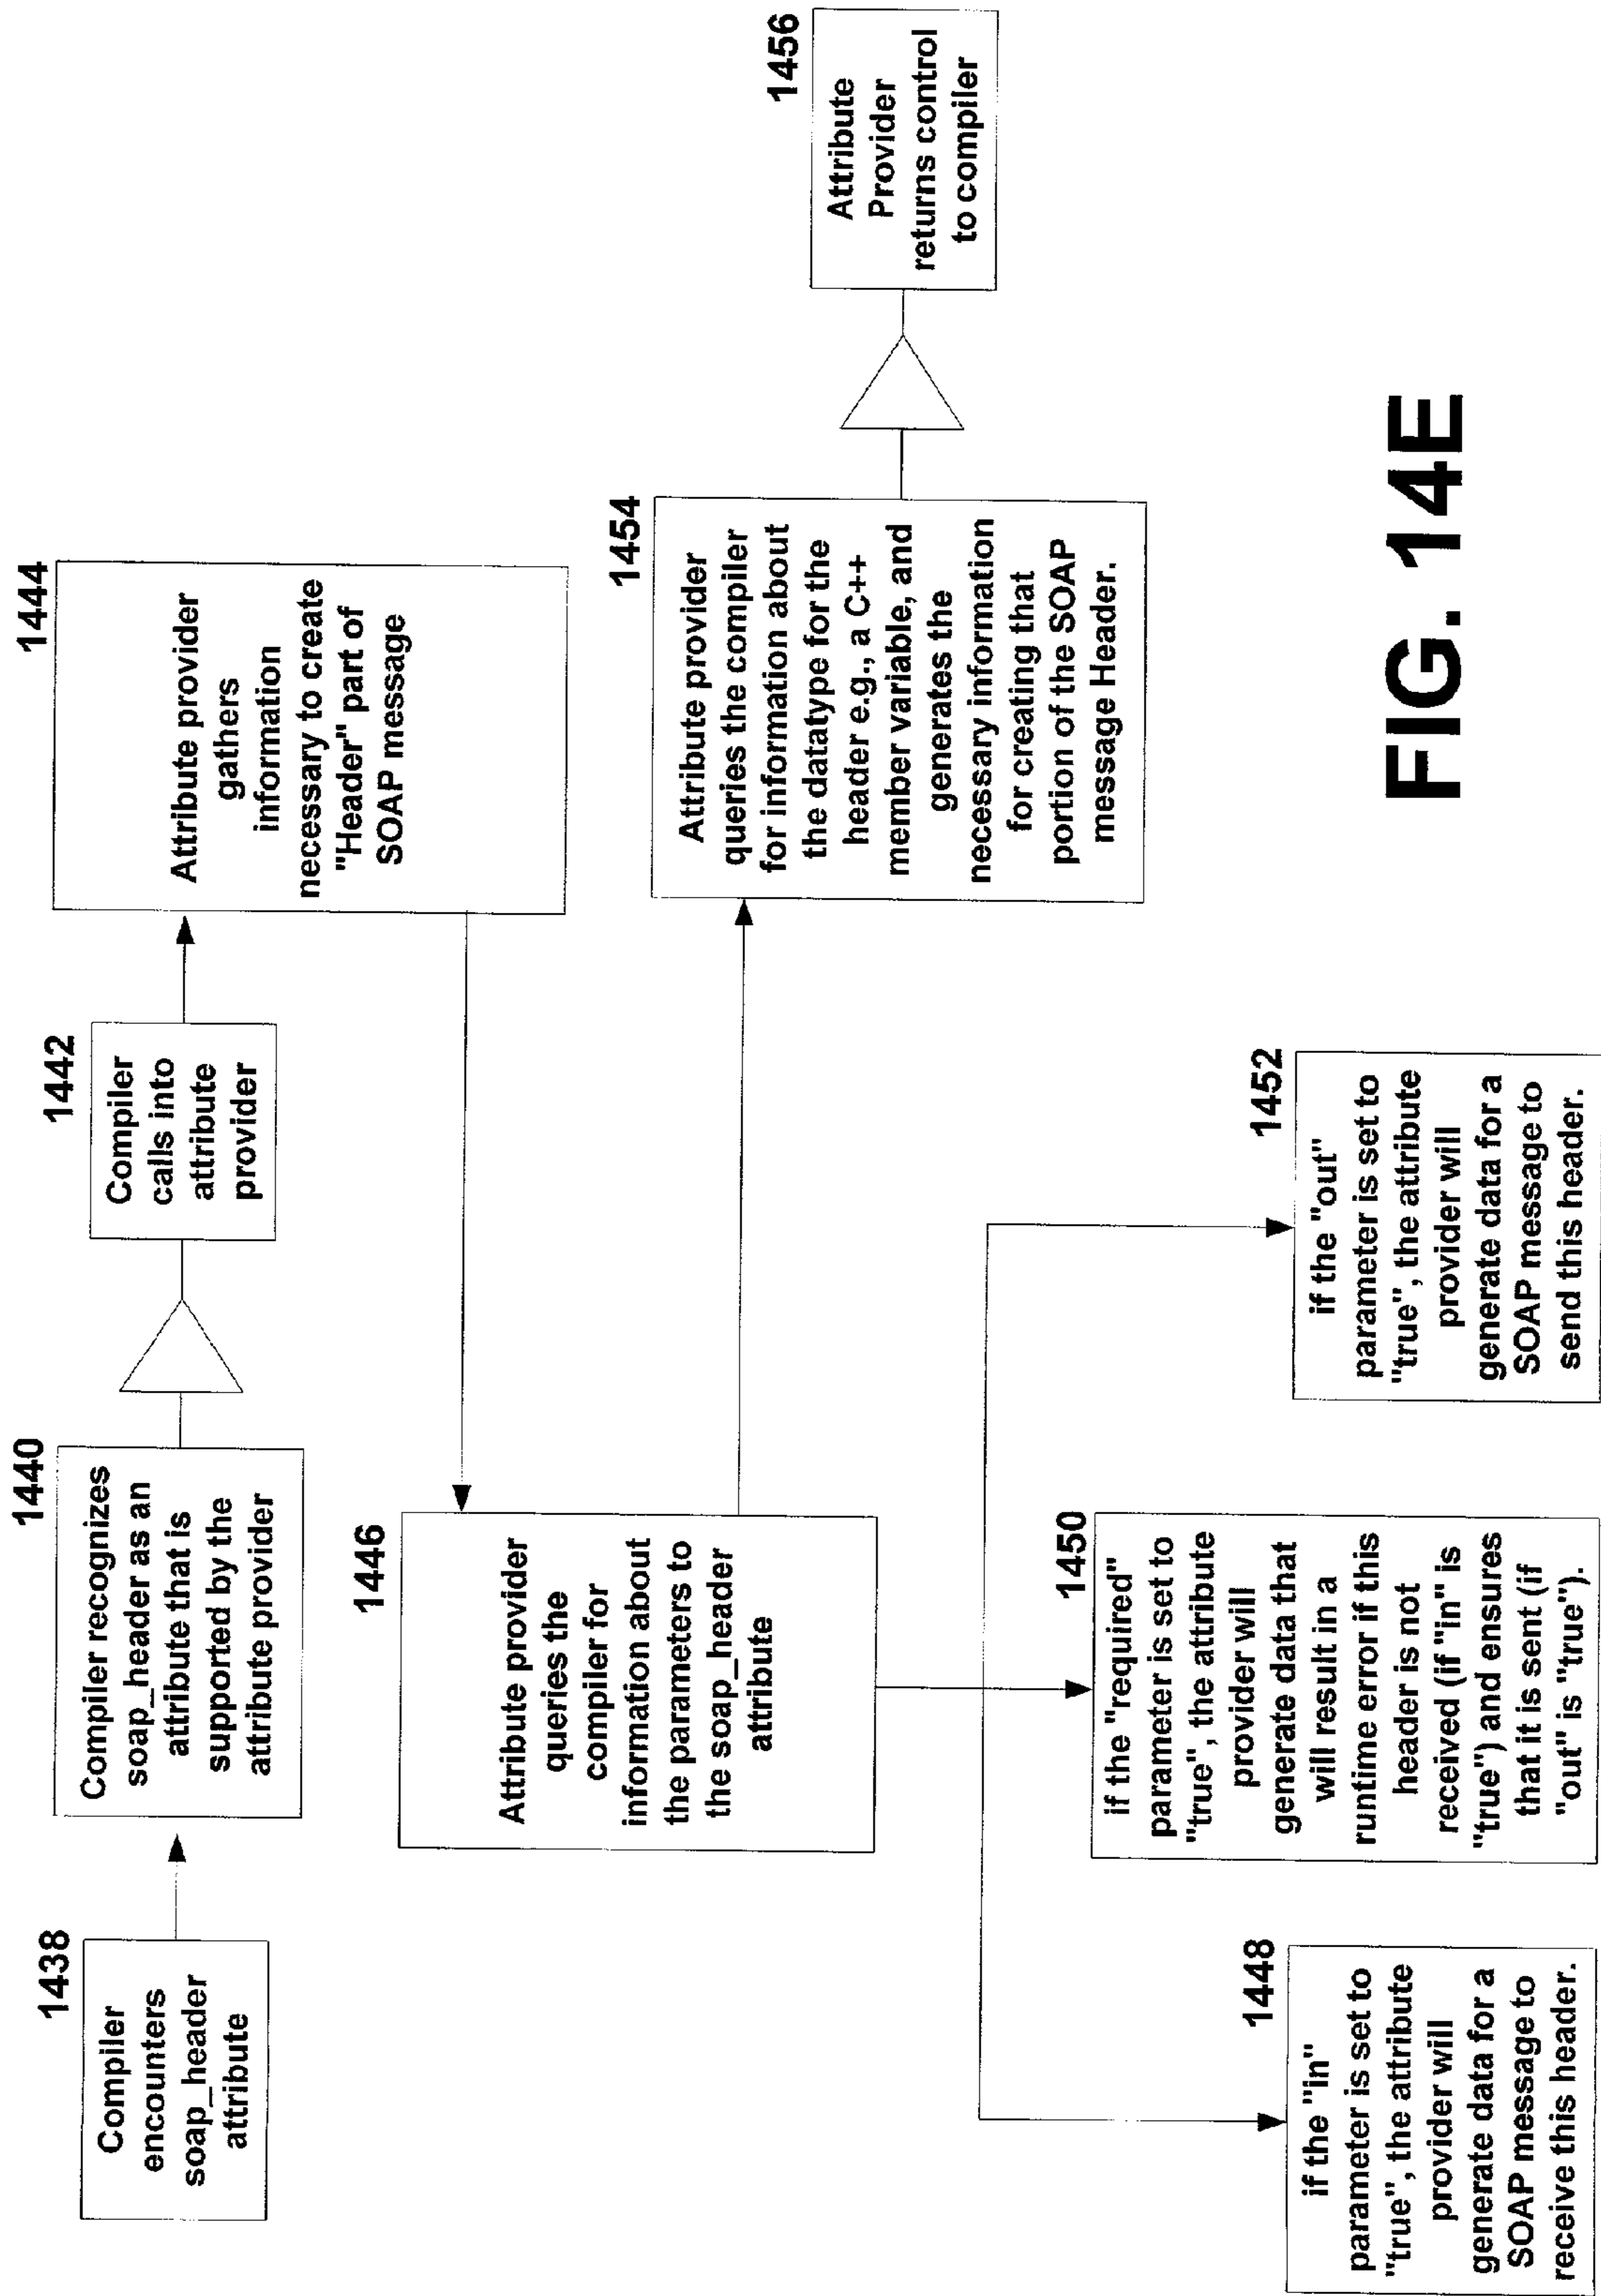 1438
Compiler
encounters
soap_header
attribute
1440
Compiler recognizes
soap_header as an
attribute that is
supported by the
attribute provider
1442
Compiler
calls into
attribute
provider
1444
Attribute provider
gathers
information
necessary to create
"Header" part of
SOAP message
1446
Attribute provider
queries the
compiler for
information about
the parameters to
the soap_header
attribute
1448
if the "in"
parameter is set to
"true", the attribute
provider will
generate data for a
SOAP message to
receive this header.
1450
if the "required"
parameter is set to
"true", the attribute
provider will
generate data that
will result in a
runtime error if this
header is not
received (if "in" is
"true") and ensures
that it is sent (if
"out" is "true").
1452
if the "out"
parameter is set to
"true", the attribute
provider will
generate data for a
SOAP message to
send this header.
1454
Attribute provider
queries the compiler
for information about
the datatype for the
header e.g., a C++
member variable, and
generates the
necessary information
for creating that
portion of the SOAP
message Header.
1456
Attribute
Provider
returns control
to compiler
FIG. 14E